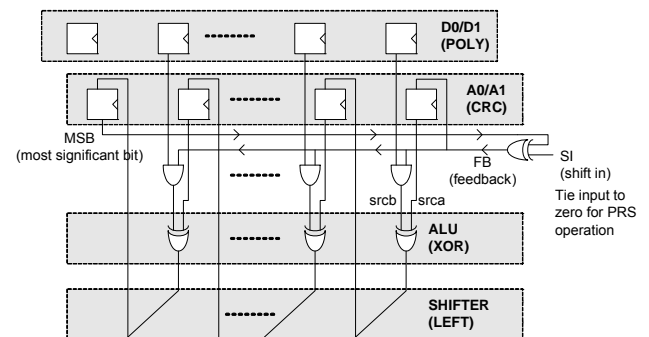 D0/D1
(POLY)
A0/A1
(CRC)
MSB
(most significant bit)
FB
(feedback)
SI
(shift in)
Tie input to
zero for PRS
operation
srcb srca
ALU
(XOR)
SHIFTER
(LEFT)